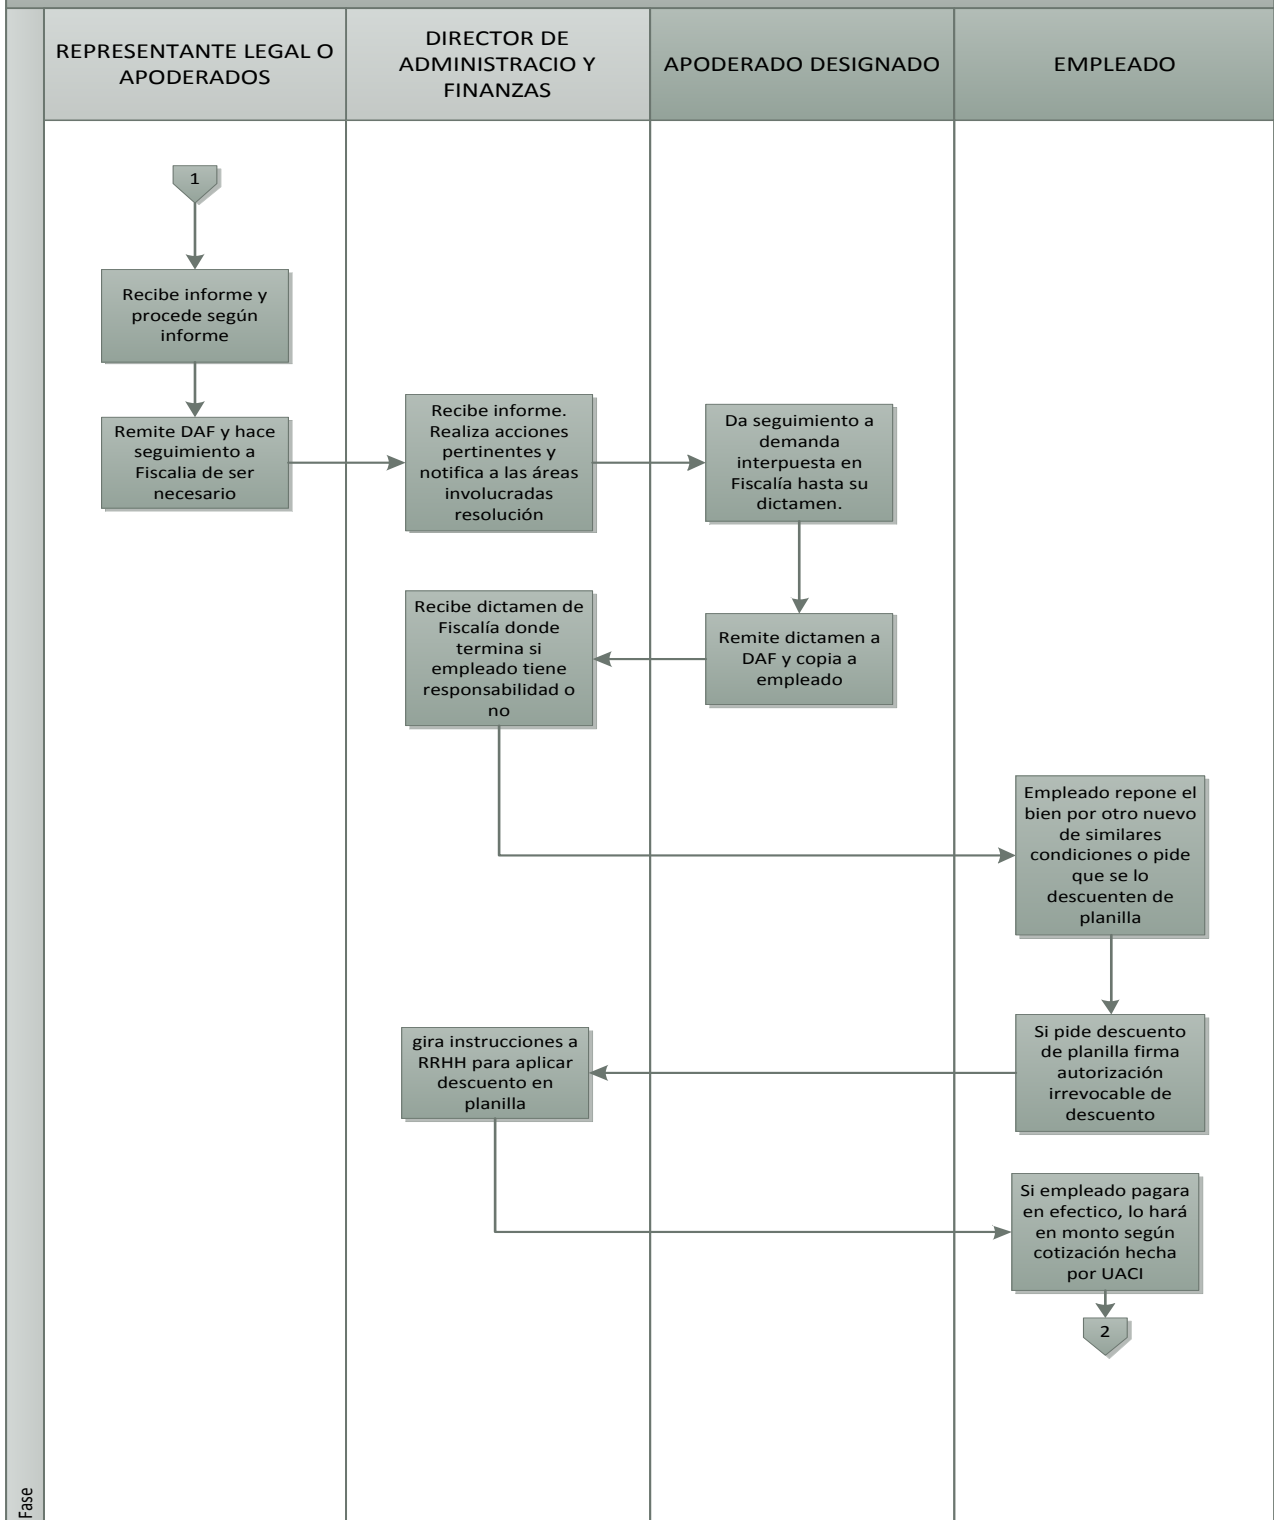 REPRESENTANTE LEGAL O
APODERADOS
DIRECTOR DE
ADMINISTRACIO Y
FINANZAS
APODERADO DESIGNADO
EMPLEADO
1
Recibe informe y
procede según
informe
Remite DAF y hace
seguimiento a
Fiscalia de ser
necesario
Recibe informe.
Realiza acciones
pertinentes y
notifica a las áreas
involucradas
resolución
Da seguimiento a
demanda
interpuesta en
Fiscalía hasta su
dictamen.
Remite dictamen a
DAF y copia a
empleado
Recibe dictamen de
Fiscalía donde
termina si
empleado tiene
responsabilidad o
no
Empleado repone el
bien por otro nuevo
de similares
condiciones o pide
que se lo
descuenten de
planilla
Si pide descuento
de planilla firma
autorización
irrevocable de
descuento
gira instrucciones a
RRHH para aplicar
descuento en
planilla
Si empleado pagara
en efectico, lo hará
en monto según
cotización hecha
por UACI
2
Fase